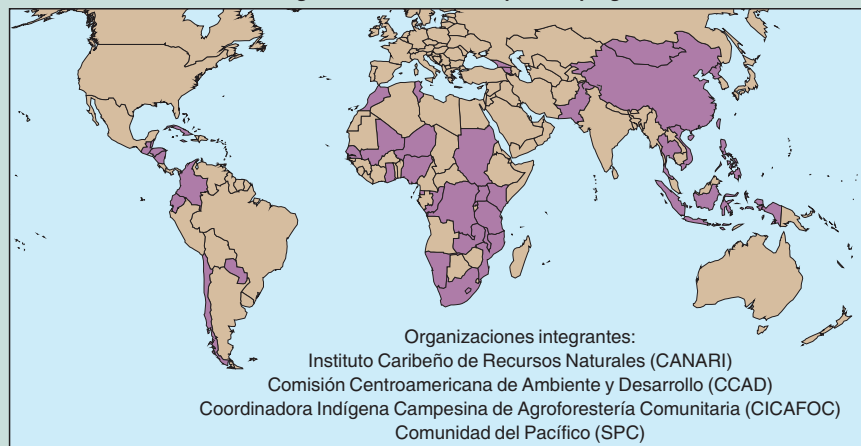 Organizaciones integrantes:
Instituto Caribeño de Recursos Naturales (CANARI)
Comisión Centroamericana de Ambiente y Desarrollo (CCAD)
Coordinadora Indígena Campesina de Agroforestería Comunitaria (CICAFOC)
Comunidad del Pacífico (SPC)